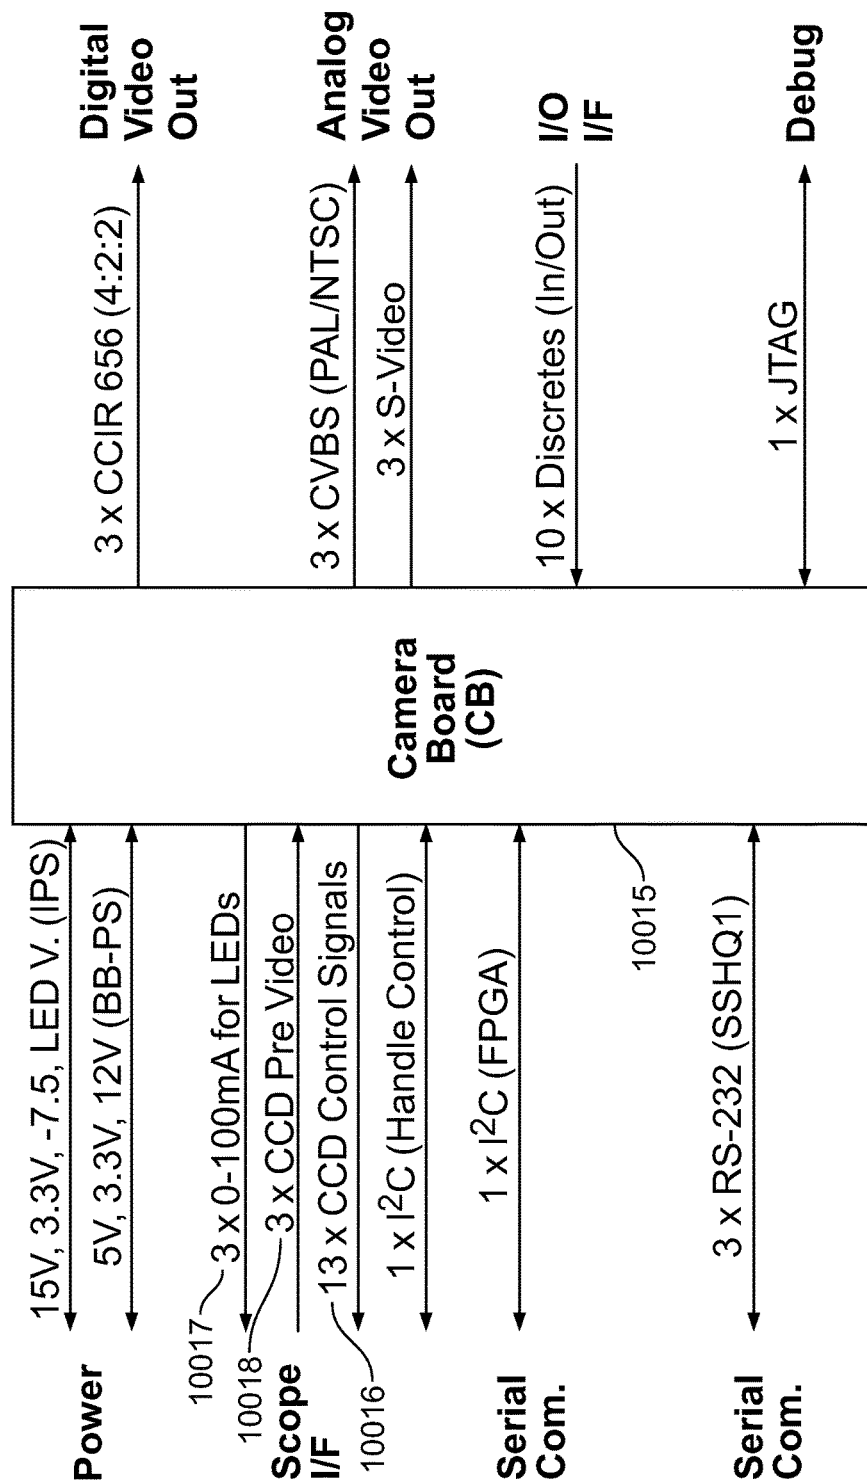 Power
15V, 3.3V, -7.5, LED V. (IPS)
5V, 3.3V, 12V (BB-PS)
10017
3 x 0-100mA for LEDs
10018
3 x CCD Pre Video
Scope
I/F
13 x CCD Control Signals
10016
1 x I²C (Handle Control)
Serial
Com.
1 x I²C (FPGA)
10015
Serial
Com.
3 x RS-232 (SSHQ1)
Camera
Board
(CB)
3 x CCIR 656 (4:2:2)
Digital
Video
Out
3 x CVBS (PAL/NTSC)
3 x S-Video
Analog
Video
Out
10 x Discretes (In/Out)
I/O
I/F
1 x JTAG
Debug